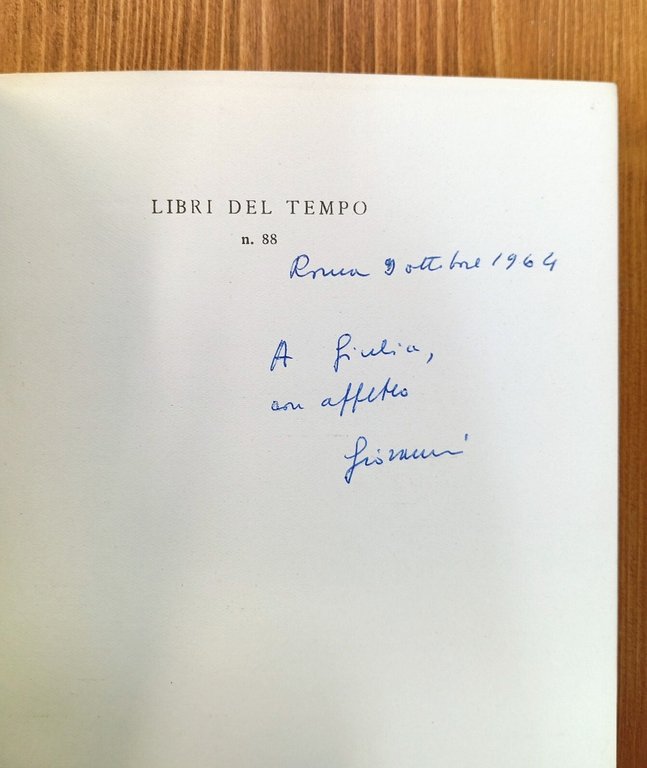 LIBRI DEL TEMPO
n. 88
Roma 9 ottobre 1964
A Giulia,
con affetto
Giovanni